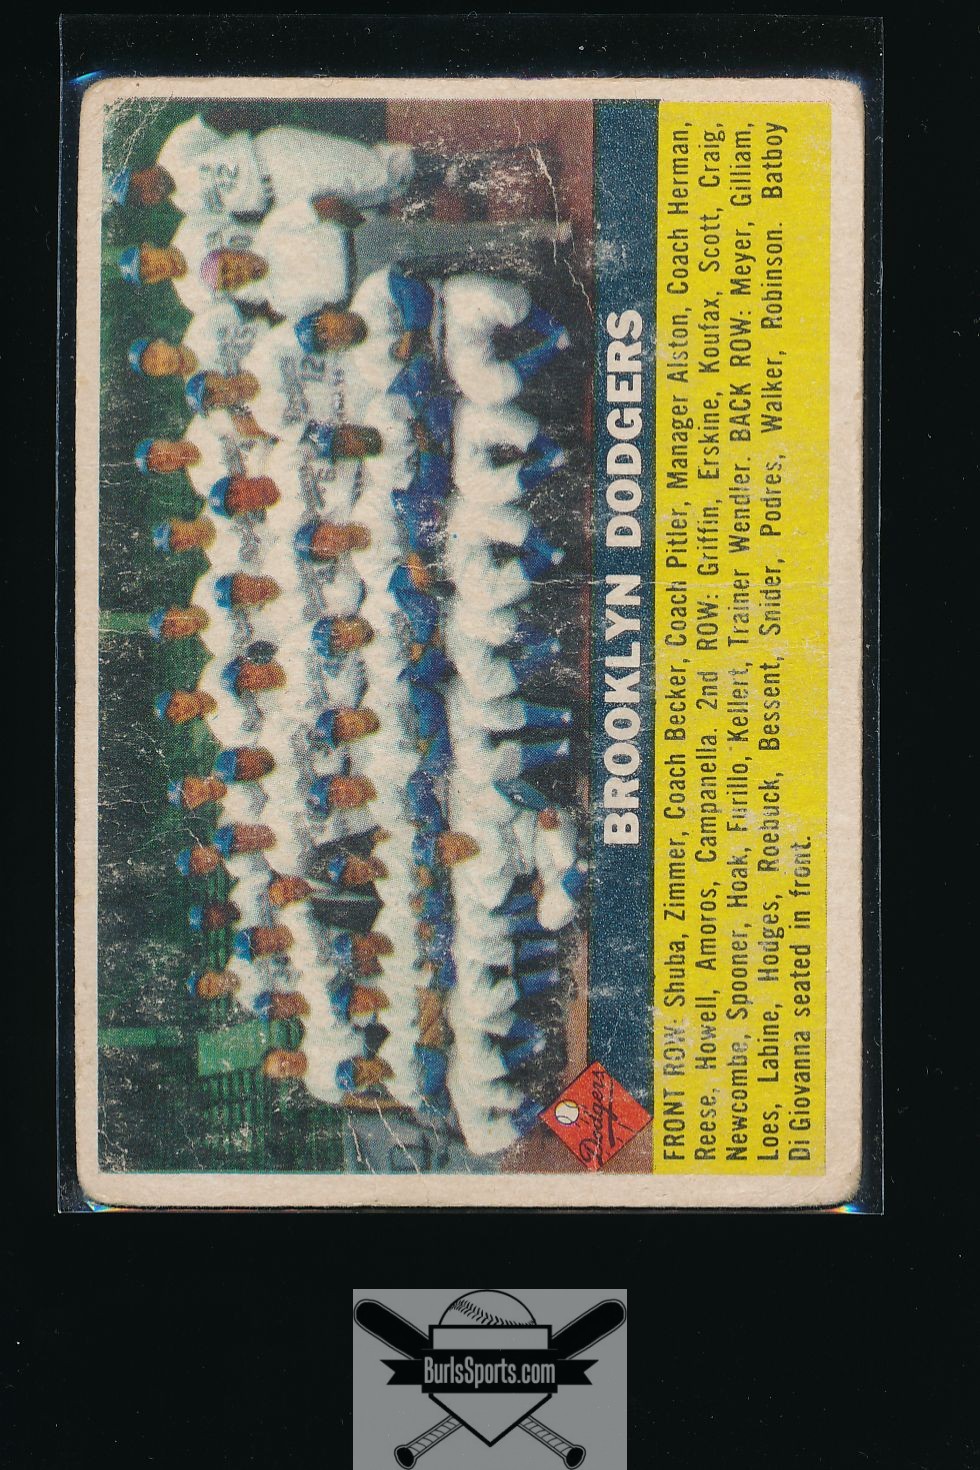 BROOKLYN DODGERS
Dodgers
FRONT ROW: Shuba, Zimmer, Coach Becker, Coach Pitler, Manager Alston, Coach Herman,
Reese, Howell, Amoros, Campanella. 2nd ROW: Griffin, Erskine, Koufax, Scott, Craig,
Newcombe, Spooner, Hoak, Furillo, Kellert, Trainer Wendler. BACK ROW: Meyer, Gilliam,
Loes, Labine, Hodges, Roebuck, Bessent, Snider, Podres, Walker, Robinson. Batboy
Di Giovanna seated in front.
BurlsSports.com